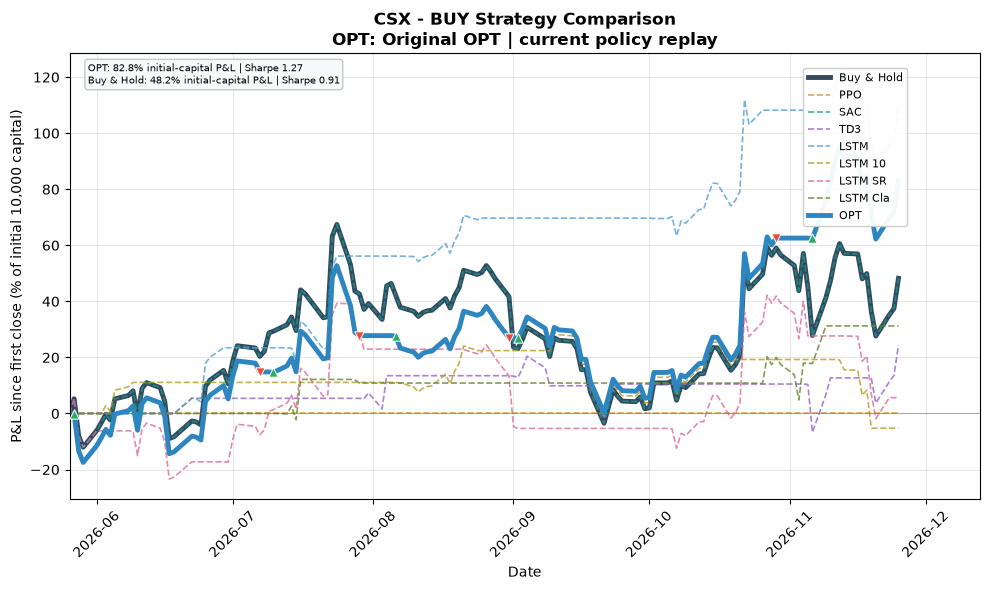 CSX - BUY Strategy Comparison
OPT: Original OPT | current policy replay
OPT: 82.8% initial-capital P&L | Sharpe 1.27
Buy & Hold: 48.2% initial-capital P&L | Sharpe 0.91
Buy & Hold
PPO
SAC
TD3
LSTM
LSTM 10
LSTM SR
LSTM Cla
OPT
P&L since first close (% of initial 10,000 capital)
120
100
80
60
40
20
0
−20
2026-06
2026-07
2026-08
2026-09
2026-10
2026-11
2026-12
Date